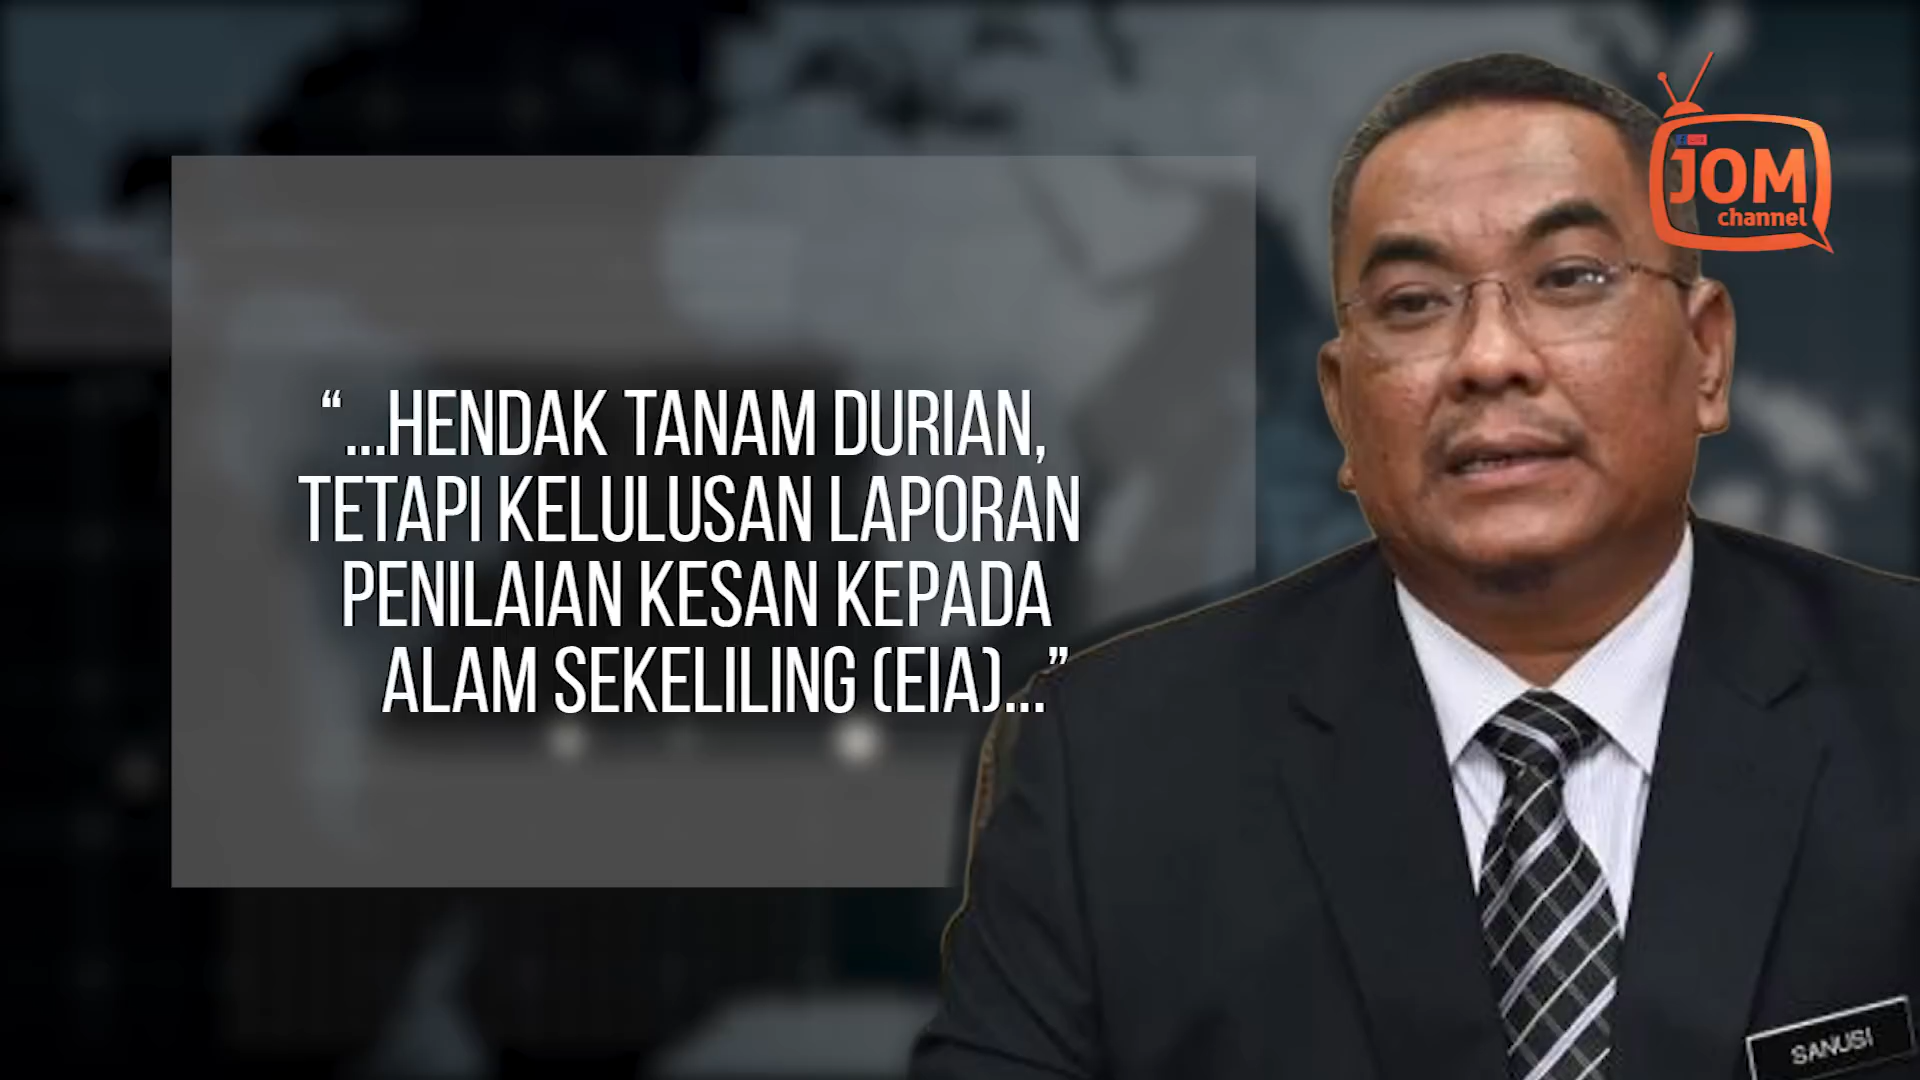 JOM
channel
“...HENDAK TANAM DURIAN,
TETAPI KELULUSAN LAPORAN
PENILAIAN KESAN KEPADA
ALAM SEKELILING (EIA)...”
SANUSI